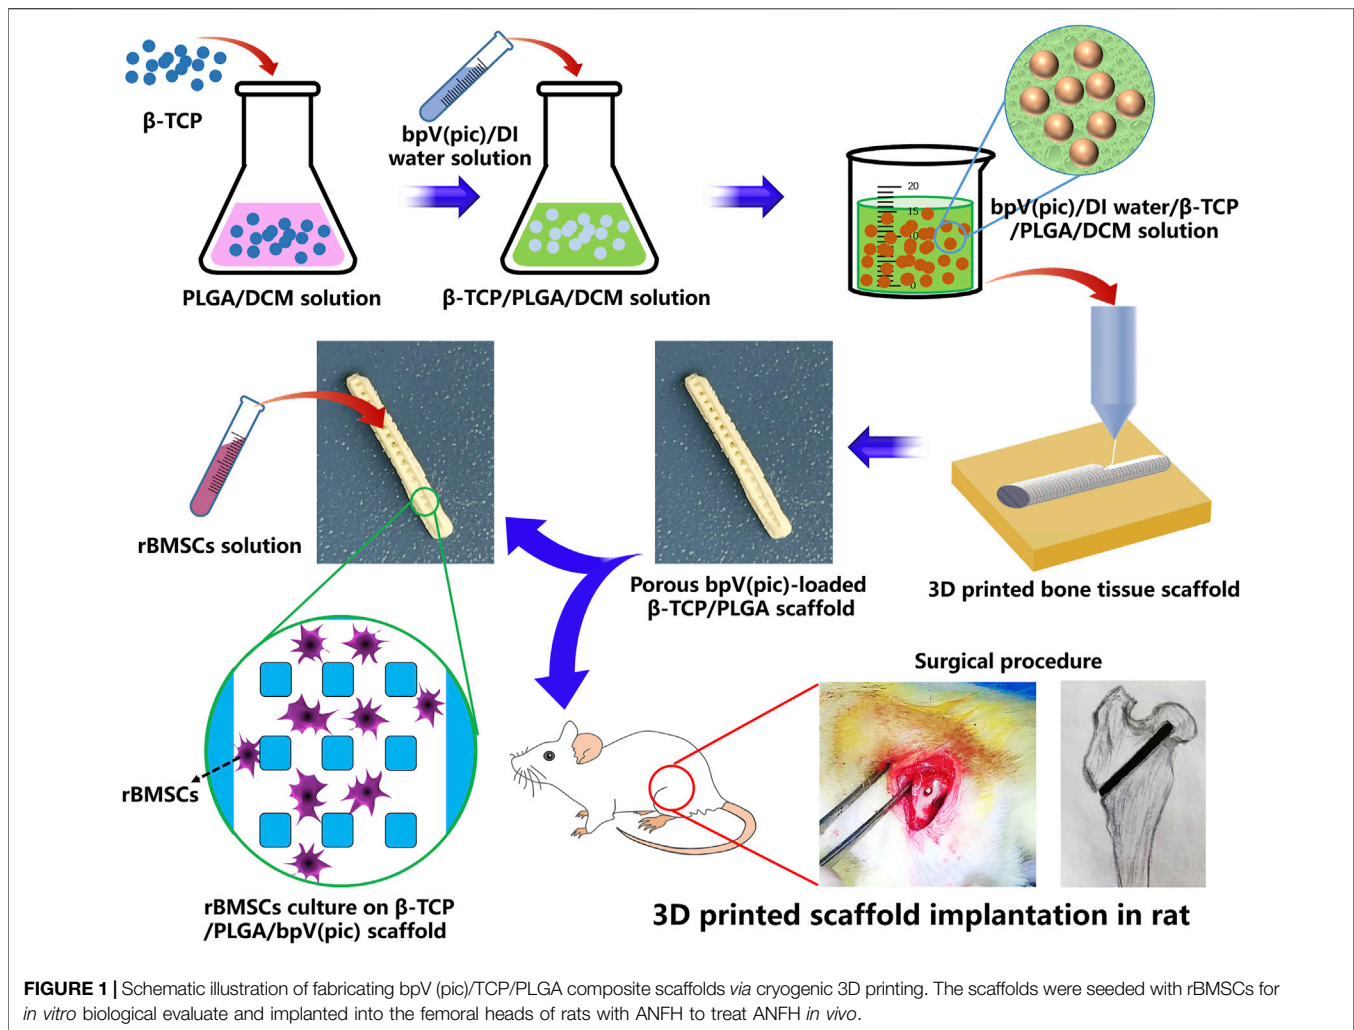 β-TCP
bpV(pic)/DI
water solution
PLGA/DCM solution
β-TCP/PLGA/DCM solution
20
15
10
0
bpV(pic)/DI water/β-TCP
/PLGA/DCM solution
rBMSCs solution
Porous bpV(pic)-loaded
β-TCP/PLGA scaffold
3D printed bone tissue scaffold
Surgical procedure
rBMSCs
rBMSCs culture on β-TCP
/PLGA/bpV(pic) scaffold
3D printed scaffold implantation in rat
FIGURE 1 | Schematic illustration of fabricating bpV (pic)/TCP/PLGA composite scaffolds via cryogenic 3D printing. The scaffolds were seeded with rBMSCs for
in vitro biological evaluate and implanted into the femoral heads of rats with ANFH to treat ANFH in vivo.